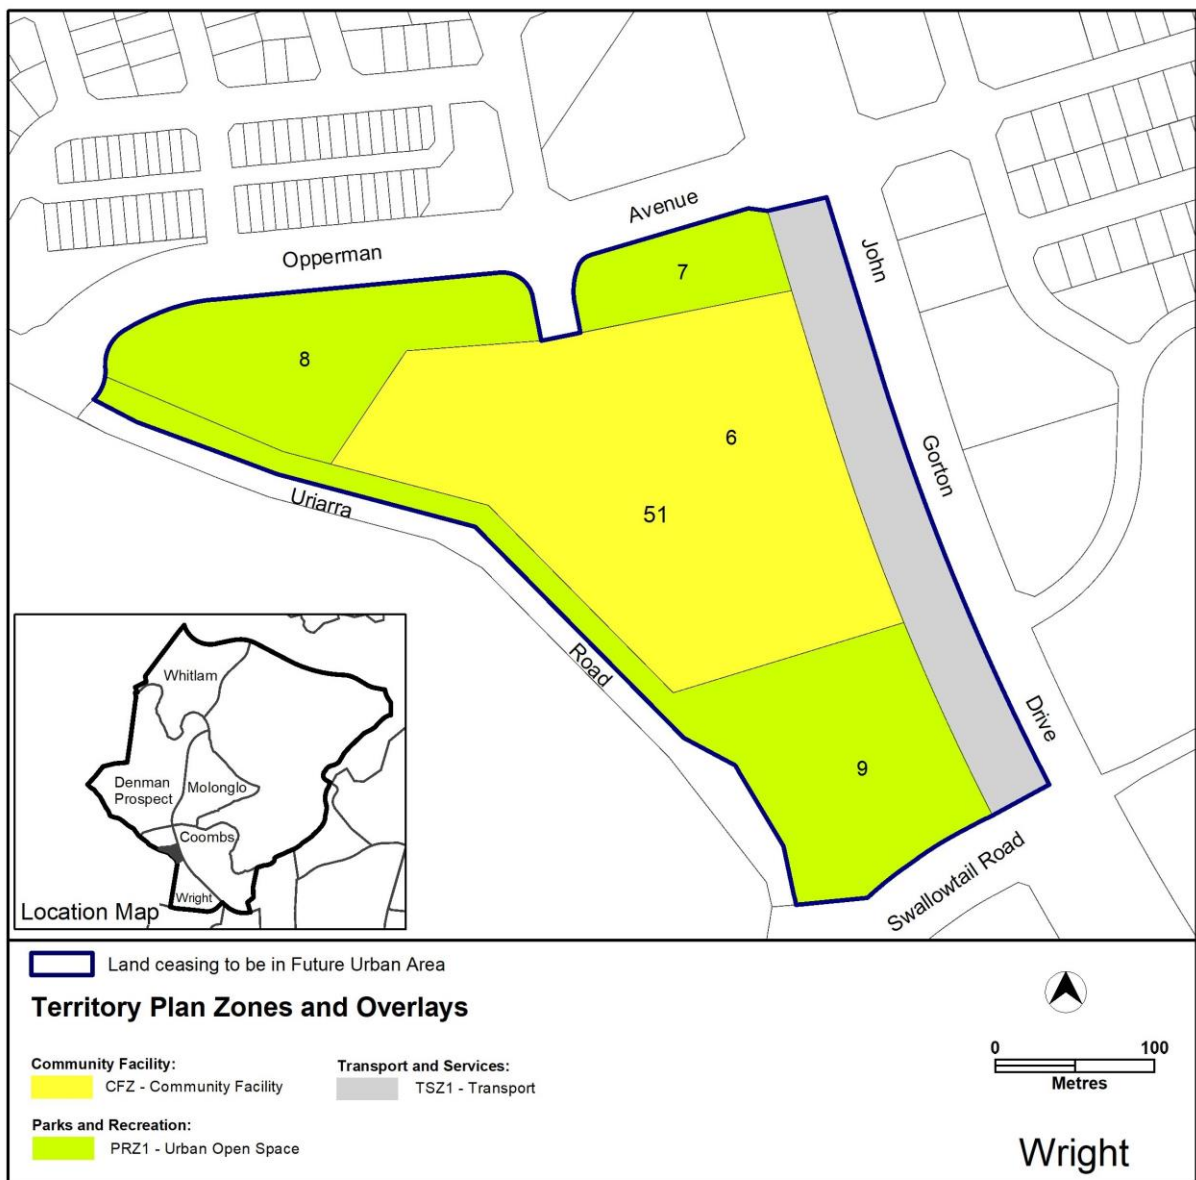 Avenue
Opperman
John
7
8
6
Gorton
Uriarra
51
Road
Drive
9
Swallowtail Road
Whitlam
Denman
Prospect
Molonglo
Coombs
Wright
Location Map
Land ceasing to be in Future Urban Area
Territory Plan Zones and Overlays
Community Facility:
CFZ - Community Facility
Parks and Recreation:
PRZ1 - Urban Open Space
Transport and Services:
TSZ1 - Transport
0 100
Metres
Wright